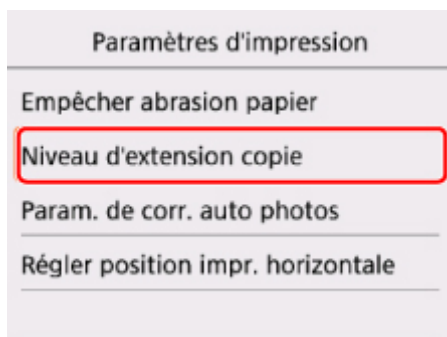 Paramètres d'impression
Empêcher abrasion papier
Niveau d'extension copie
Param. de corr. auto photos
Régler position impr. horizontale